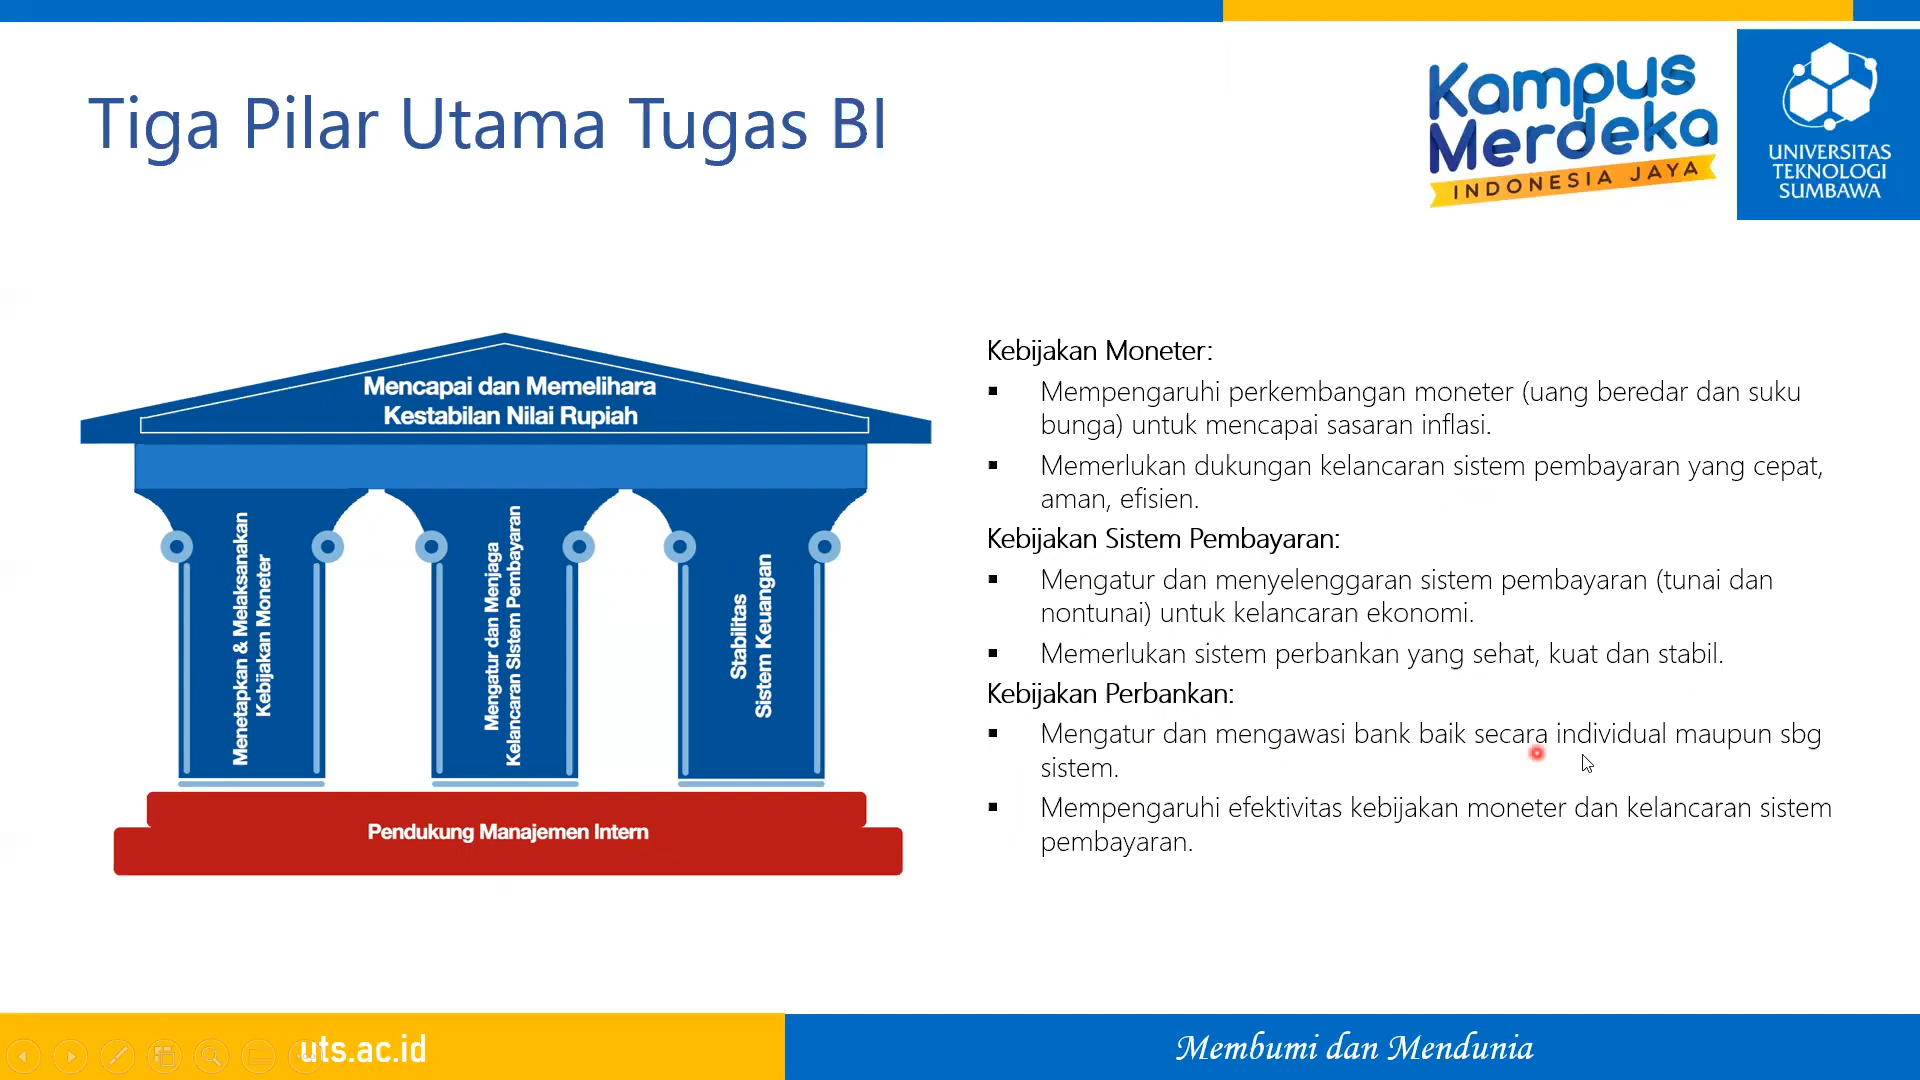 Tiga Pilar Utama Tugas BI
Kampus
Merdeka
INDONESIA JAYA
UNIVERSITAS
TEKNOLOGI
SUMBAWA
Mencapai dan Memelihara
Kestabilan Nilai Rupiah
Menetapkan & Melaksanakan
Kebijakan Moneter
Mengatur dan Menjaga
Kelancaran SIstem Pembayaran
Stabilitas
Sistem Keuangan
Pendukung Manajemen Intern
Kebijakan Moneter:
▪ Mempengaruhi perkembangan moneter (uang beredar dan suku
bunga) untuk mencapai sasaran inflasi.
▪ Memerlukan dukungan kelancaran sistem pembayaran yang cepat,
aman, efisien.
Kebijakan Sistem Pembayaran:
▪ Mengatur dan menyelenggaran sistem pembayaran (tunai dan
nontunai) untuk kelancaran ekonomi.
▪ Memerlukan sistem perbankan yang sehat, kuat dan stabil.
Kebijakan Perbankan:
▪ Mengatur dan mengawasi bank baik secara individual maupun sbg
sistem.
▪ Mempengaruhi efektivitas kebijakan moneter dan kelancaran sistem
pembayaran.
uts.ac.id
Membumi dan Mendunia